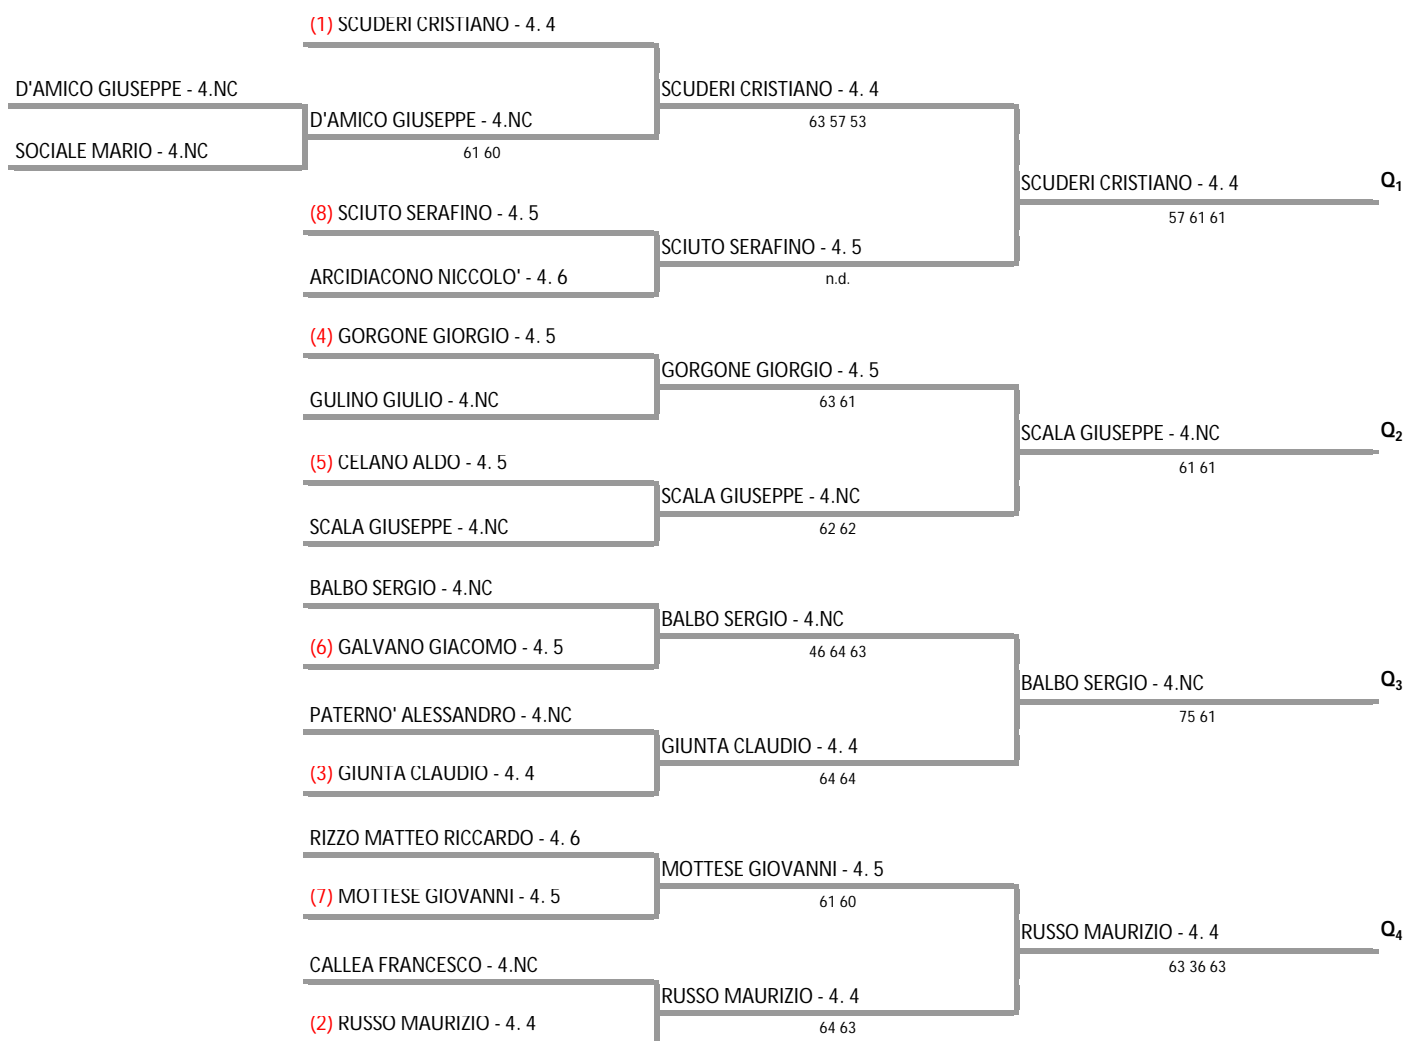 (1) SCUDERI CRISTIANO - 4. 4
D'AMICO GIUSEPPE - 4.NC
SCUDERI CRISTIANO - 4. 4
D'AMICO GIUSEPPE - 4.NC
63 57 53
SOCIALE MARIO - 4.NC
61 60
SCUDERI CRISTIANO - 4. 4
Q1
57 61 61
(8) SCIUTO SERAFINO - 4. 5
SCIUTO SERAFINO - 4. 5
ARCIDIACONO NICCOLO' - 4. 6
n.d.
(4) GORGONE GIORGIO - 4. 5
GORGONE GIORGIO - 4. 5
GULINO GIULIO - 4.NC
63 61
SCALA GIUSEPPE - 4.NC
Q2
61 61
(5) CELANO ALDO - 4. 5
SCALA GIUSEPPE - 4.NC
SCALA GIUSEPPE - 4.NC
62 62
BALBO SERGIO - 4.NC
BALBO SERGIO - 4.NC
(6) GALVANO GIACOMO - 4. 5
46 64 63
BALBO SERGIO - 4.NC
Q3
75 61
PATERNO' ALESSANDRO - 4.NC
GIUNTA CLAUDIO - 4. 4
(3) GIUNTA CLAUDIO - 4. 4
64 64
RIZZO MATTEO RICCARDO - 4. 6
MOTTESE GIOVANNI - 4. 5
(7) MOTTESE GIOVANNI - 4. 5
61 60
RUSSO MAURIZIO - 4. 4
Q4
63 36 63
CALLEA FRANCESCO - 4.NC
RUSSO MAURIZIO - 4. 4
(2) RUSSO MAURIZIO - 4. 4
64 63